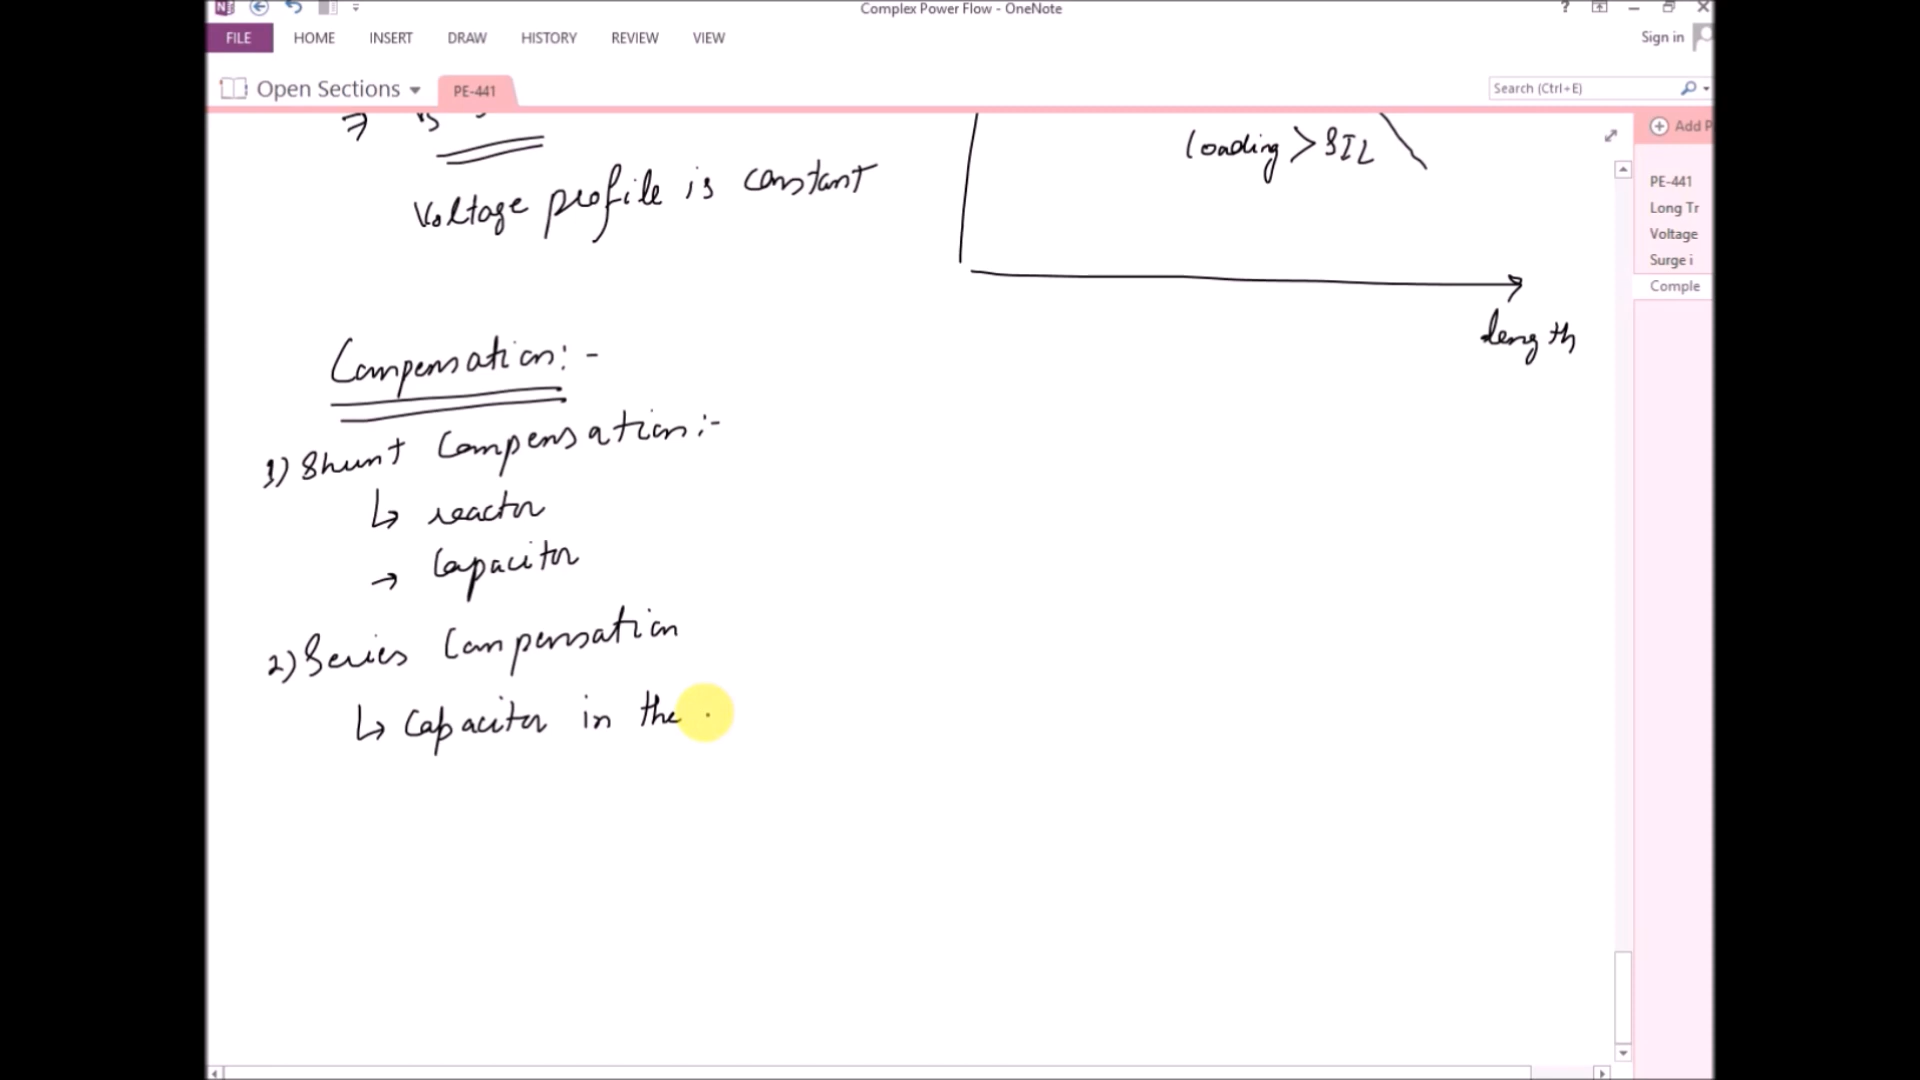 Complex Power Flow - OneNote
?
FILE HOME INSERT DRAW HISTORY REVIEW VIEW
Sign in
Open Sections
PE-441
Search (Ctrl+E)
Add P
PE-441
Long Tr
Voltage
Surge i
Comple
loading > SIL
Voltage profile is constant
length
Compensation:-
1) Shunt Compensation:-
↳ reactor
→ Capacitor
2) Series Compensation
↳ Capacitor in the